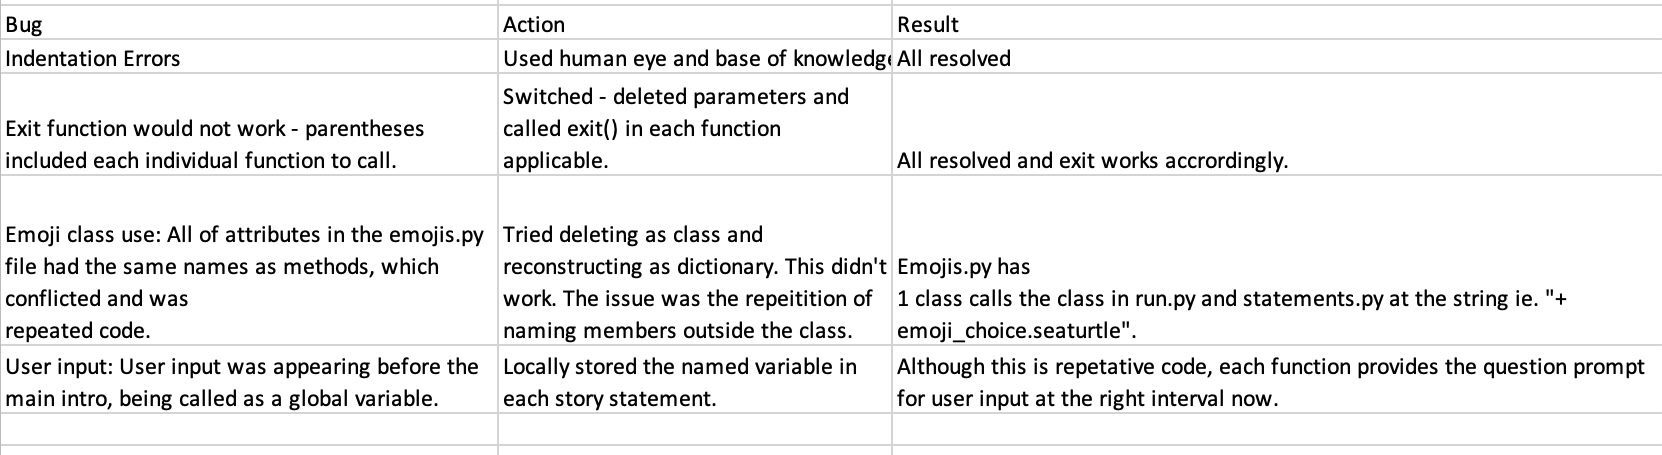 Bug
Action
Result
Indentation Errors
Used human eye and base of knowledge
All resolved
Exit function would not work - parentheses
included each individual function to call.
Switched - deleted parameters and
called exit() in each function
applicable.
All resolved and exit works accrordingly.
Emoji class use: All of attributes in the emojis.py
file had the same names as methods, which
conflicted and was
repeated code.
Tried deleting as class and
reconstructing as dictionary. This didn't
work. The issue was the repeitition of
naming members outside the class.
Emojis.py has
1 class calls the class in run.py and statements.py at the string ie. "+
emoji_choice.seaturtle".
User input: User input was appearing before the
main intro, being called as a global variable.
Locally stored the named variable in
each story statement.
Although this is repetative code, each function provides the question prompt
for user input at the right interval now.